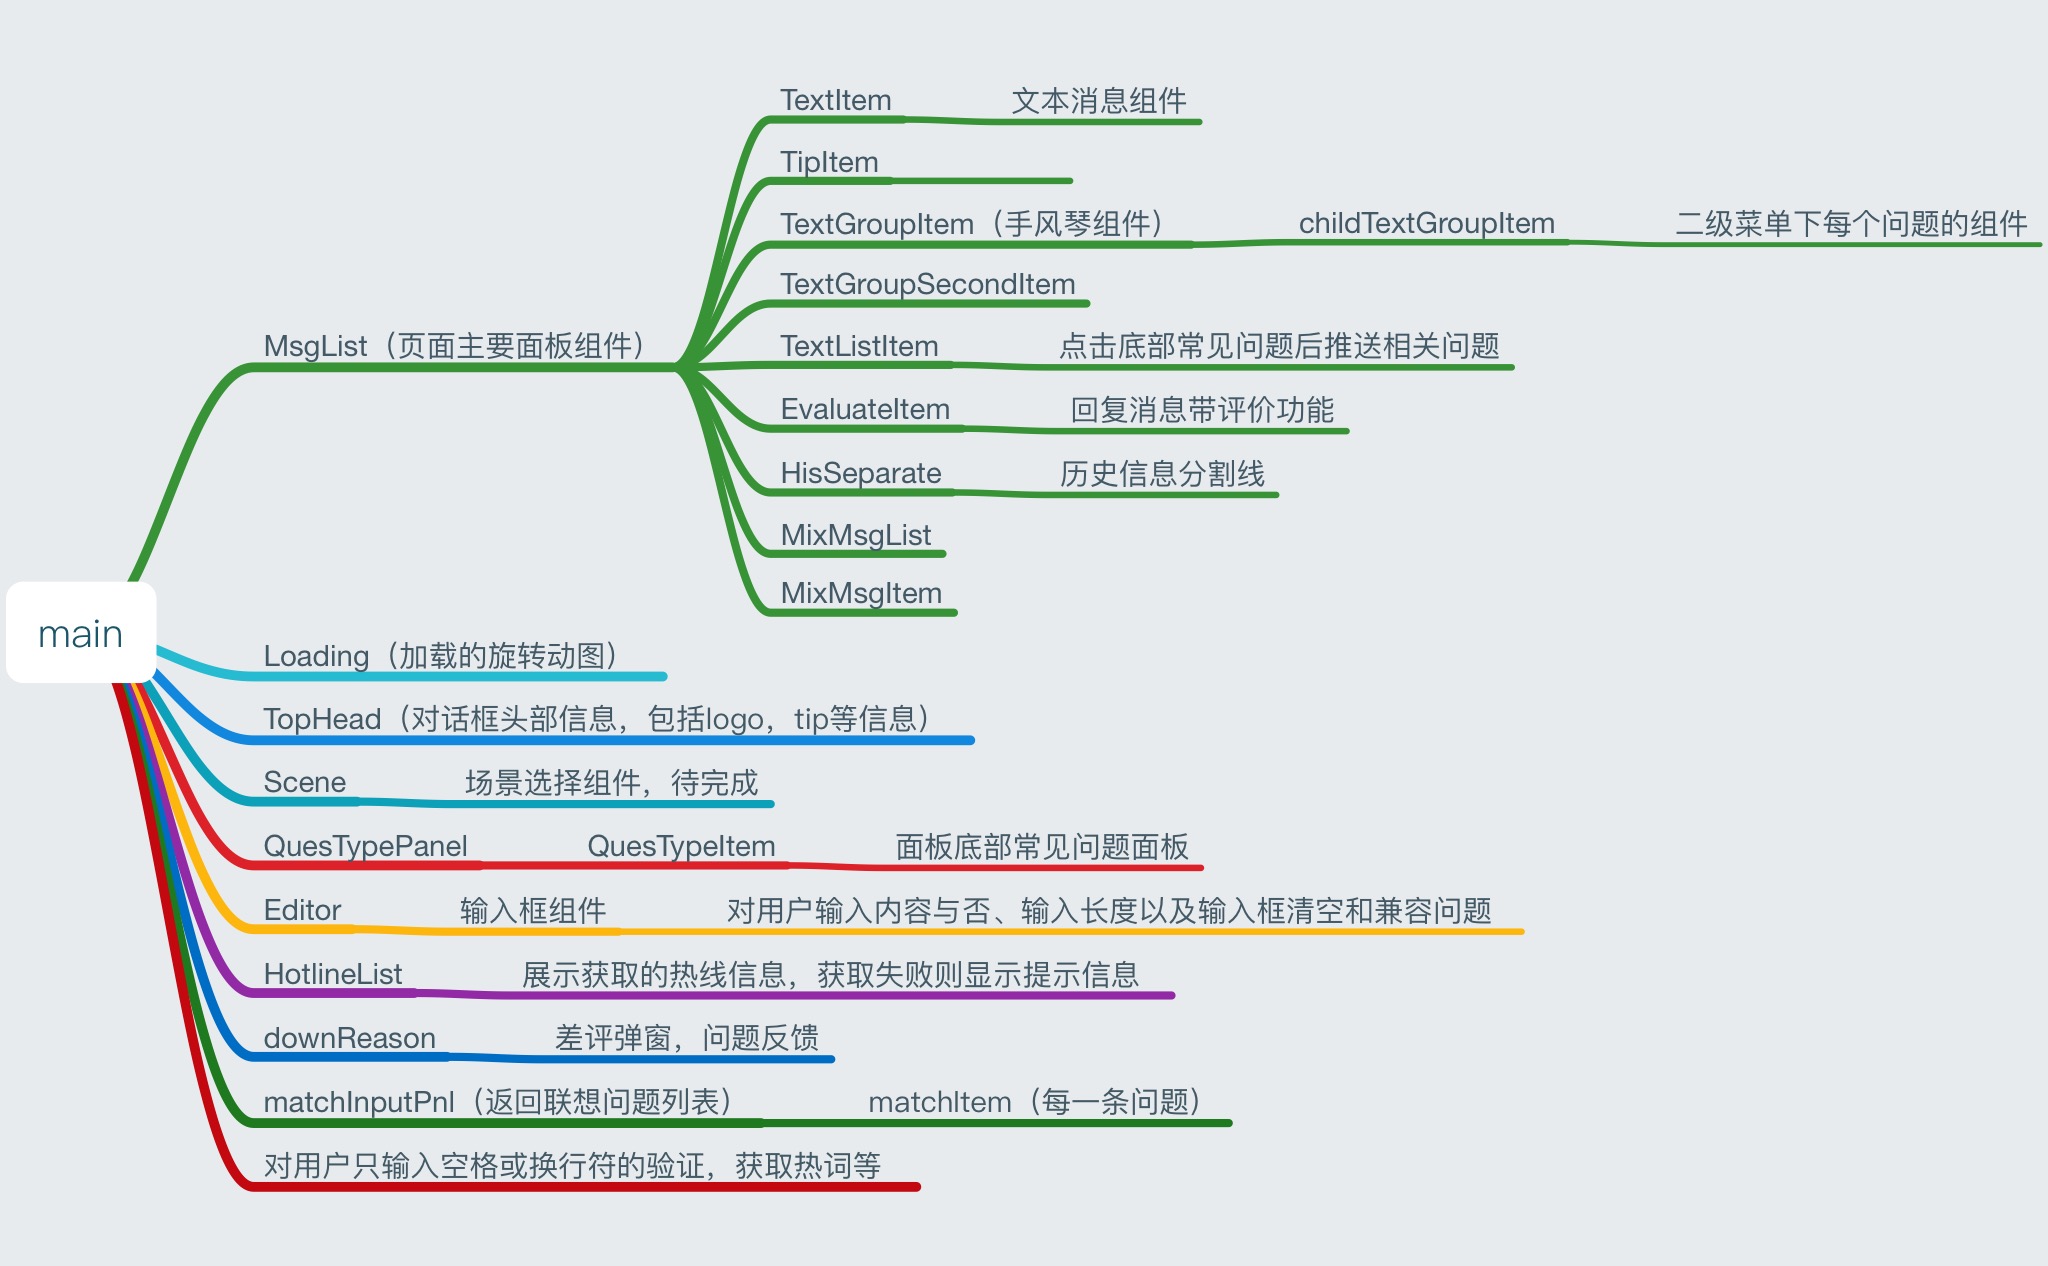 TextItem
文本消息组件
TipItem
TextGroupItem（手风琴组件）
childTextGroupItem
二级菜单下每个问题的组件
TextGroupSecondItem
MsgList（页面主要面板组件）
TextListItem
点击底部常见问题后推送相关问题
EvaluateItem
回复消息带评价功能
HisSeparate
历史信息分割线
MixMsgList
MixMsgItem
main
Loading（加载的旋转动图）
TopHead（对话框头部信息，包括logo，tip等信息）
Scene
场景选择组件，待完成
QuesTypePanel
QuesTypeItem
面板底部常见问题面板
Editor
输入框组件
对用户输入内容与否、输入长度以及输入框清空和兼容问题
HotlineList
展示获取的热线信息，获取失败则显示提示信息
downReason
差评弹窗，问题反馈
matchInputPnl（返回联想问题列表）
matchItem（每一条问题）
对用户只输入空格或换行符的验证，获取热词等